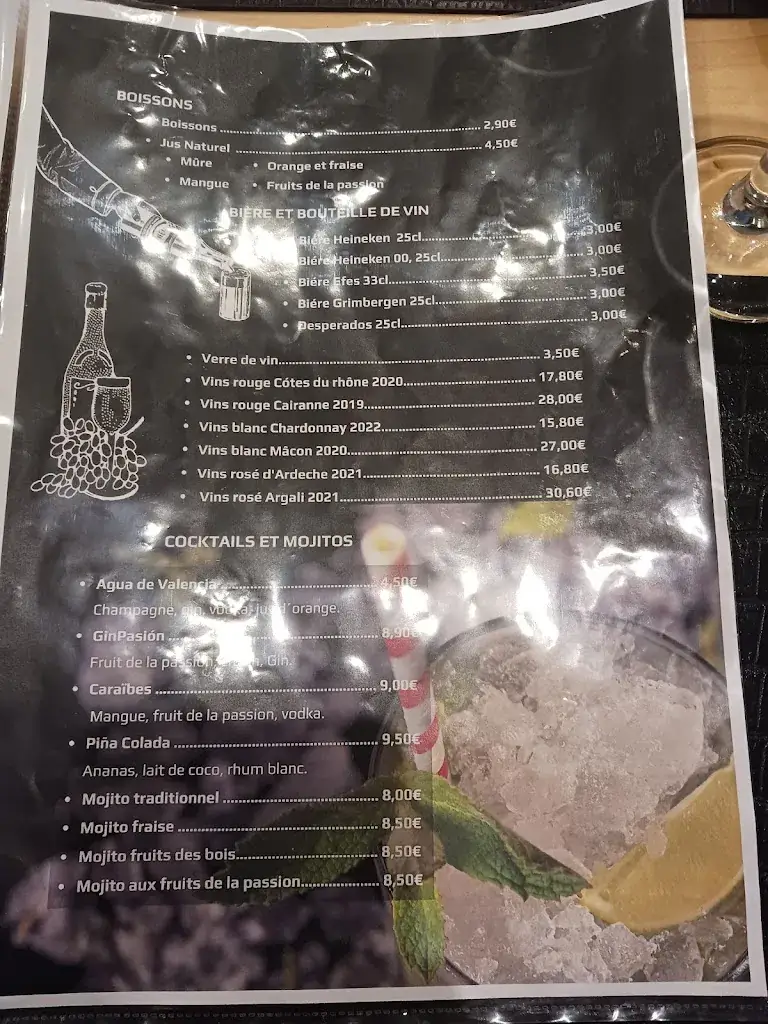 BOISSONS
Boissons 2,90€
• Jus Naturel 4,50€
• Mûre • Orange et fraise
• Mangue • Fruits de la passion
BIÈRE ET BOUTEILLE DE VIN
Biére Heineken 25cl 3,00€
Biére Heineken 00, 25cl 3,00€
Biére Efes 33cl 3,50€
• Biére Grimbergen 25cl 3,00€
• Desperados 25cl 3,00€
• Verre de vin 3,50€
• Vins rouge Côtes du rhône 2020 17,80€
• Vins rouge Cairanne 2019 28,00€
• Vins blanc Chardonnay 2022 15,80€
• Vins blanc Mâcon 2020 27,00€
• Vins rosé d'Ardeche 2021 16,80€
• Vins rosé Argali 2021 30,60€
COCKTAILS ET MOJITOS
• Agua de Valencia 4,50€
Champagne, gin, vodka, jus d´orange.
• GinPasión 8,90€
Fruit de la passion, Gin.
• Caraïbes 9,00€
Mangue, fruit de la passion, vodka.
• Piña Colada 9,50€
Ananas, lait de coco, rhum blanc.
• Mojito traditionnel 8,00€
• Mojito fraise 8,50€
• Mojito fruits des bois 8,50€
• Mojito aux fruits de la passion 8,50€